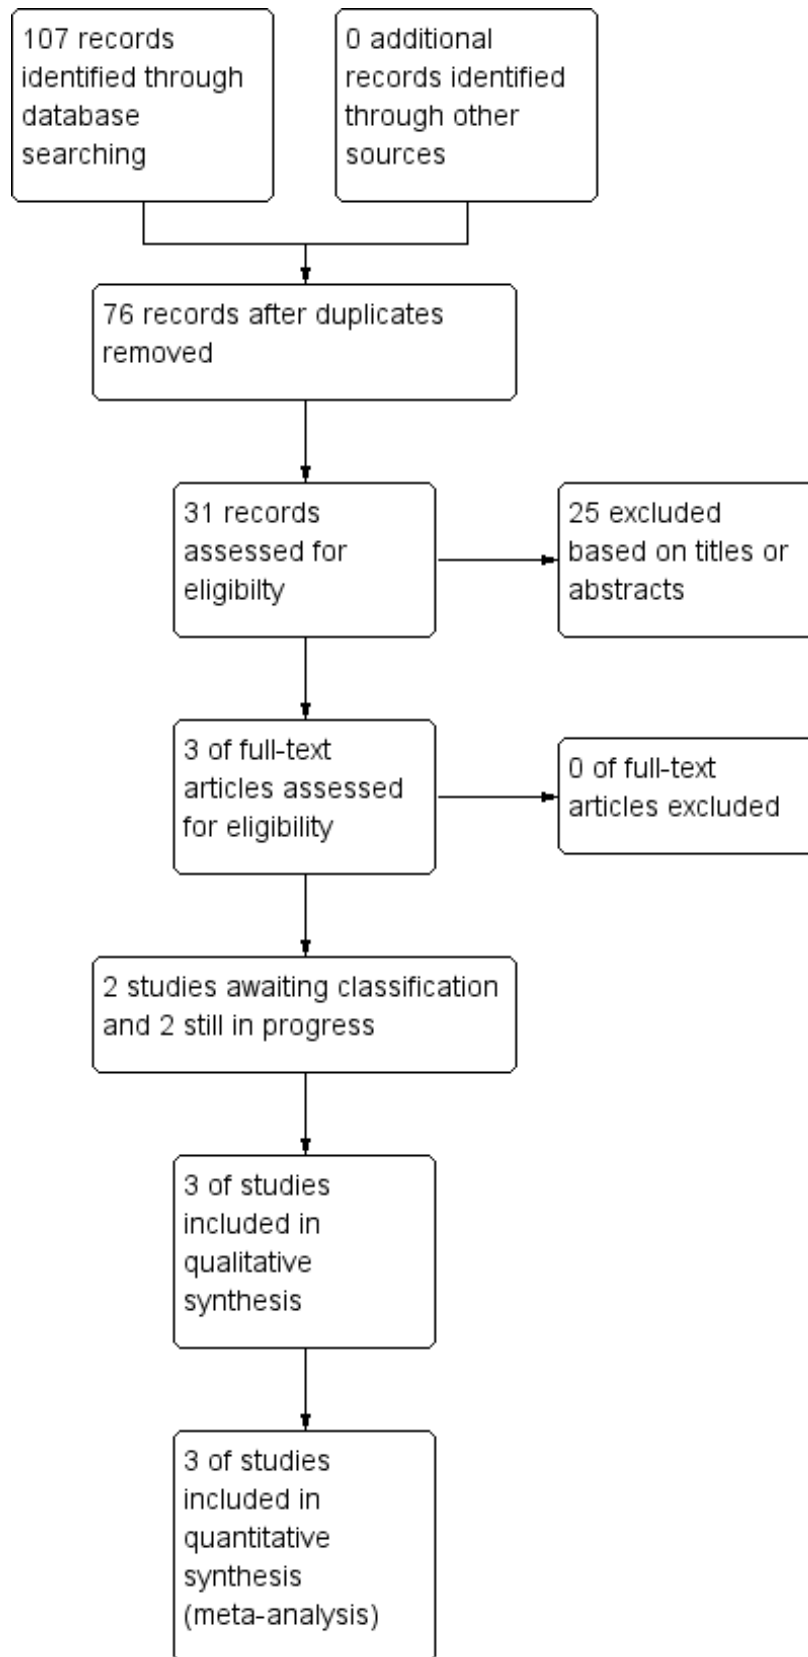 107 records
identified through
database
searching
0 additional
records identified
through other
sources
76 records after duplicates
removed
31 records
assessed for
eligibilty
25 excluded
based on titles or
abstracts
3 of full-text
articles assessed
for eligibility
0 of full-text
articles excluded
2 studies awaiting classification
and 2 still in progress
3 of studies
included in
qualitative
synthesis
3 of studies
included in
quantitative
synthesis
(meta-analysis)